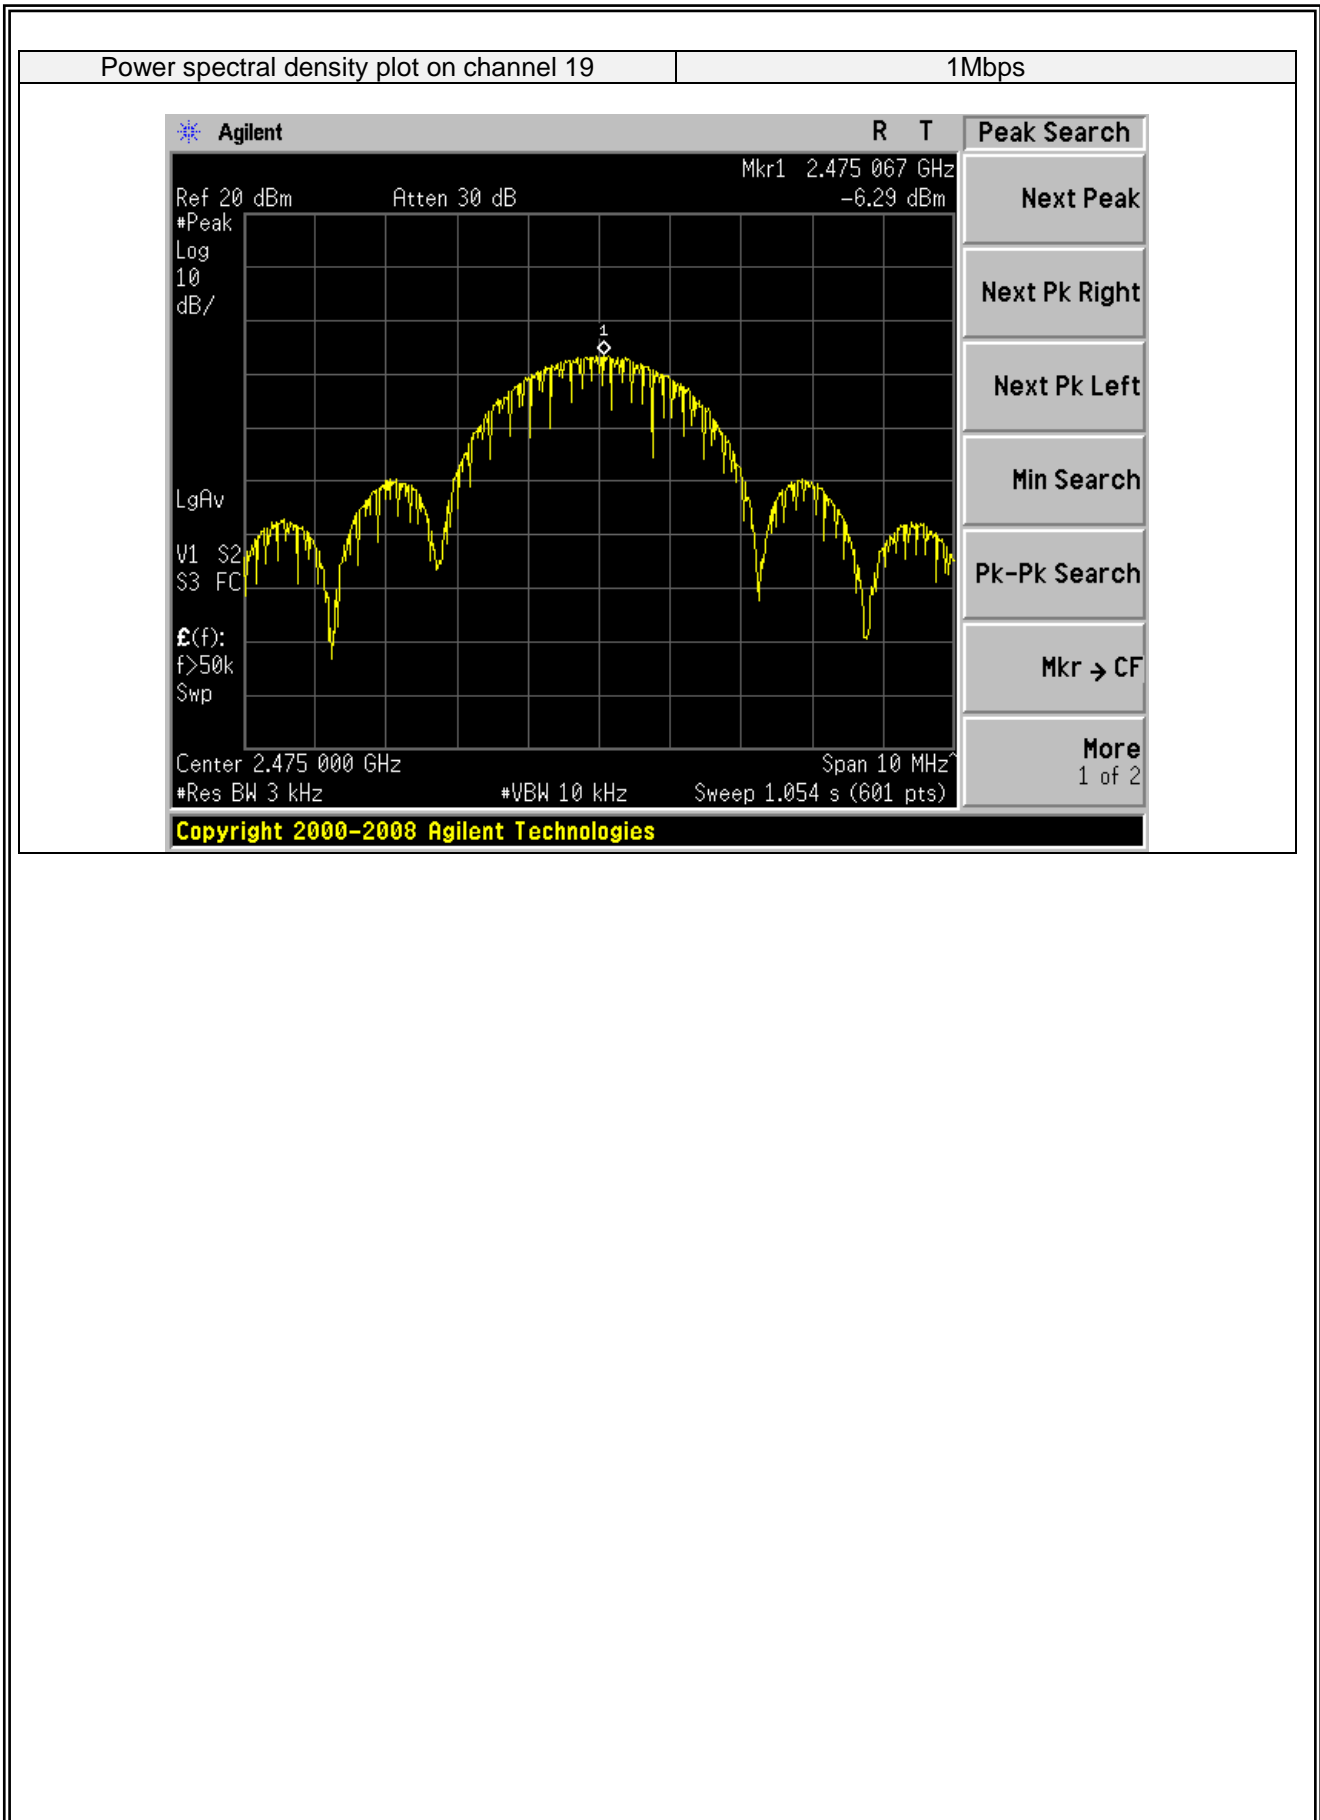 Power spectral density plot on channel 19 1Mbps
Agilent R T Peak Search
Mkr1 2.475 067 GHz
Ref 20 dBm Atten 30 dB -6.29 dBm
#Peak
Log
10
dB/
1
LgAv
V1 S2
S3 FC
£(f):
f>50k
Swp
Center 2.475 000 GHz Span 10 MHz^
#Res BW 3 kHz #VBW 10 kHz Sweep 1.054 s (601 pts)
Copyright 2000-2008 Agilent Technologies
Next Peak
Next Pk Right
Next Pk Left
Min Search
Pk-Pk Search
Mkr → CF
More
1 of 2